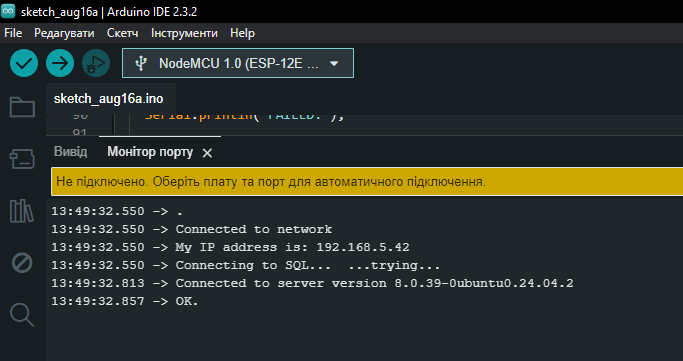 sketch_aug16a | Arduino IDE 2.3.2
File Редагувати Скетч Інструменти Help
NodeMCU 1.0 (ESP-12E ...
sketch_aug16a.ino
90 Serial.println("FAILED.");
91
Вивід Монітор порту
Не підключено. Оберіть плату та порт для автоматичного підключення.
13:49:32.550 -> .
13:49:32.550 -> Connected to network
13:49:32.550 -> My IP address is: 192.168.5.42
13:49:32.550 -> Connecting to SQL... ...trying...
13:49:32.813 -> Connected to server version 8.0.39-0ubuntu0.24.04.2
13:49:32.857 -> OK.